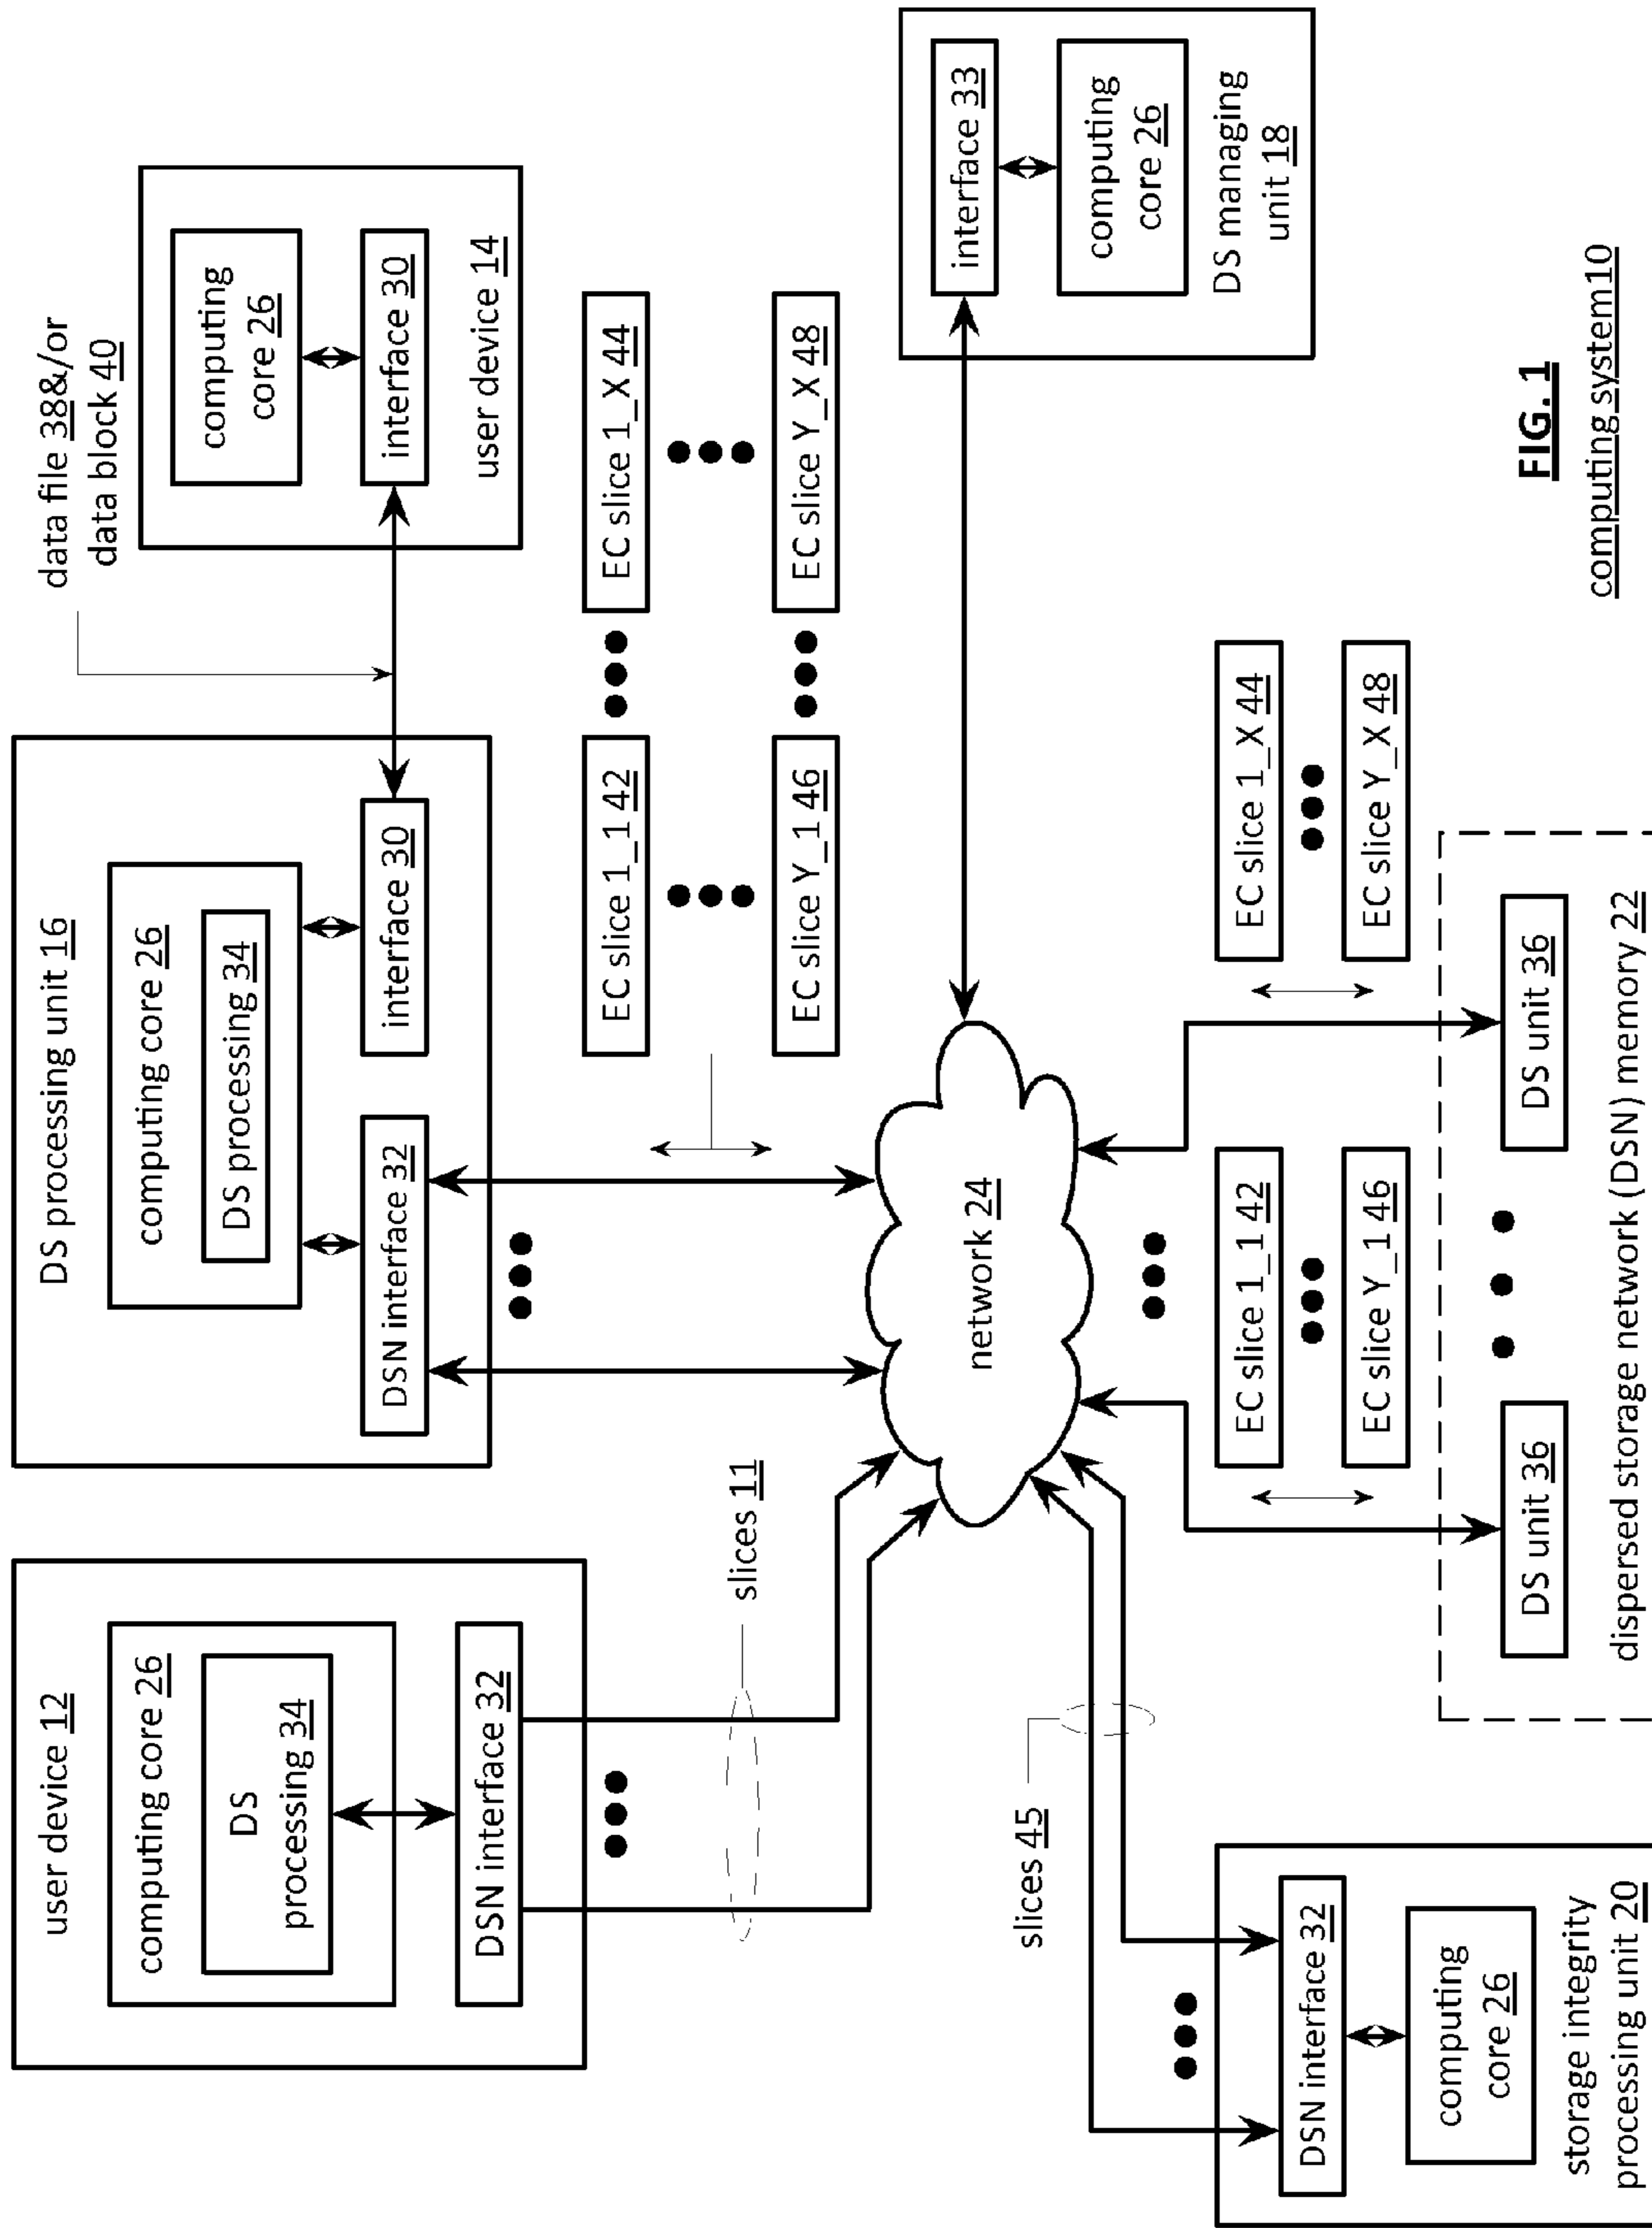 user device 12
computing core 26
DS
processing 34
DSN interface 32
slices 11
DS processing unit 16
computing core 26
DS processing 34
DSN interface 32
interface 30
data file 38&/or
data block 40
computing
core 26
interface 30
user device 14
EC slice 1_1 42
EC slice 1_X 44
EC slice Y_1 46
EC slice Y_X 48
network 24
interface 33
computing
core 26
DS managing
unit 18
slices 45
DSN interface 32
computing
core 26
storage integrity
processing unit 20
EC slice 1_1 42
EC slice Y_1 46
EC slice 1_X 44
EC slice Y_X 48
DS unit 36
DS unit 36
dispersed storage network (DSN) memory 22
FIG. 1
computing system10